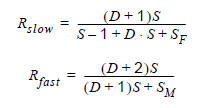 R_slow = (D + 1)S / S – 1 + D · S + S_F
R_fast = (D + 2)S / (D + 1)S + S_M